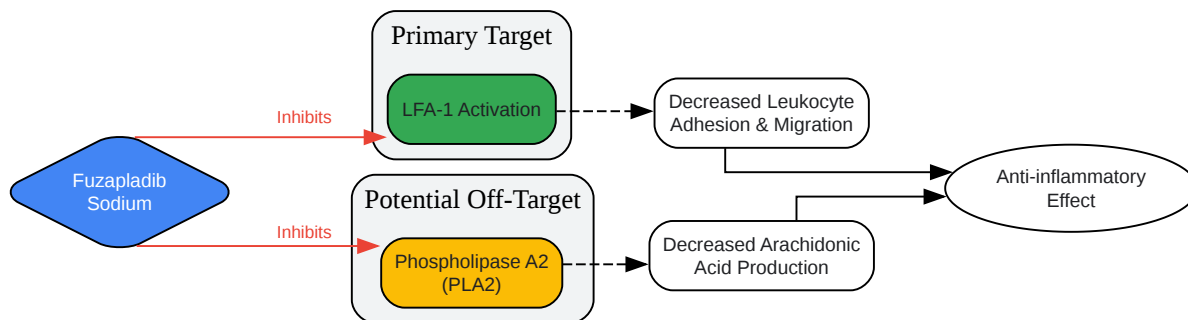 Primary Target
LFA-1 Activation
Inhibits
Decreased Leukocyte
Adhesion & Migration
Fuzapladib
Sodium
Anti-inflammatory
Effect
Potential Off-Target
Inhibits
Phospholipase A2
(PLA2)
Decreased Arachidonic
Acid Production